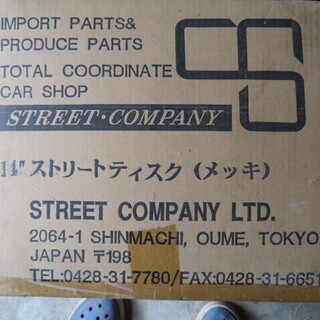 IMPORT PARTS&
PRODUCE PARTS
TOTAL COORDINATE
CAR SHOP
STREET·COMPANY
14" ストリートティスク (メッキ)
STREET COMPANY LTD.
2064-1 SHINMACHI, OUME, TOKYO
JAPAN 〒198
TEL:0428-31-7780/FAX:0428-31-6651